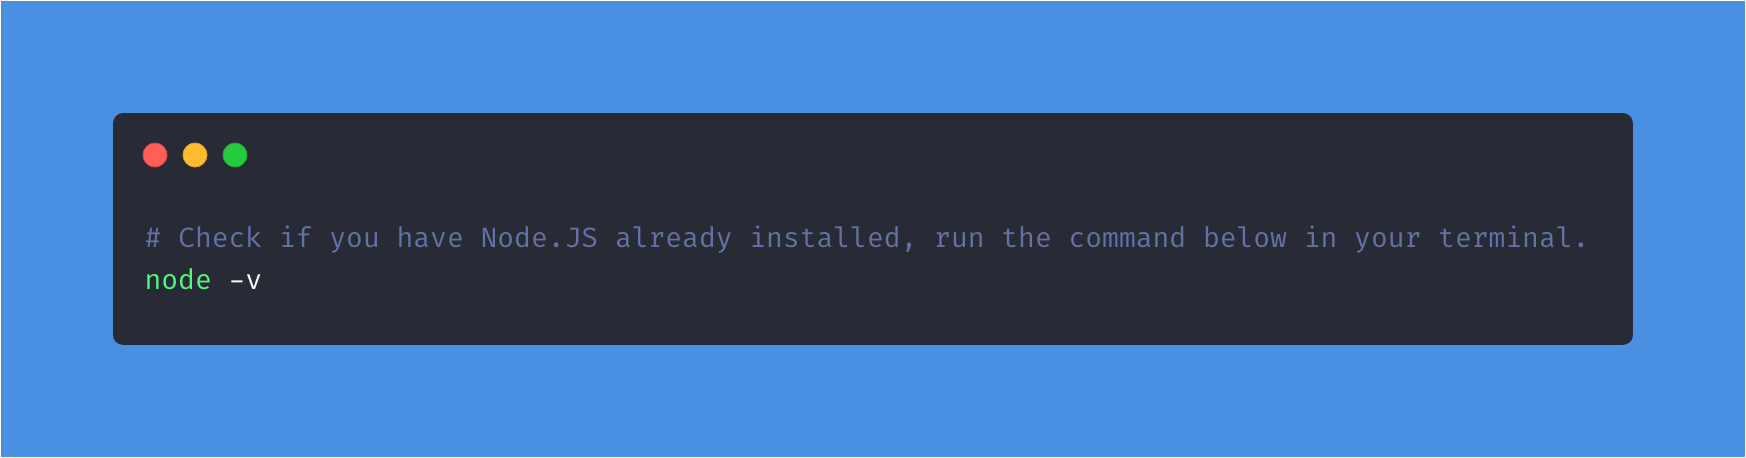 # Check if you have Node.JS already installed, run the command below in your terminal.
node -v